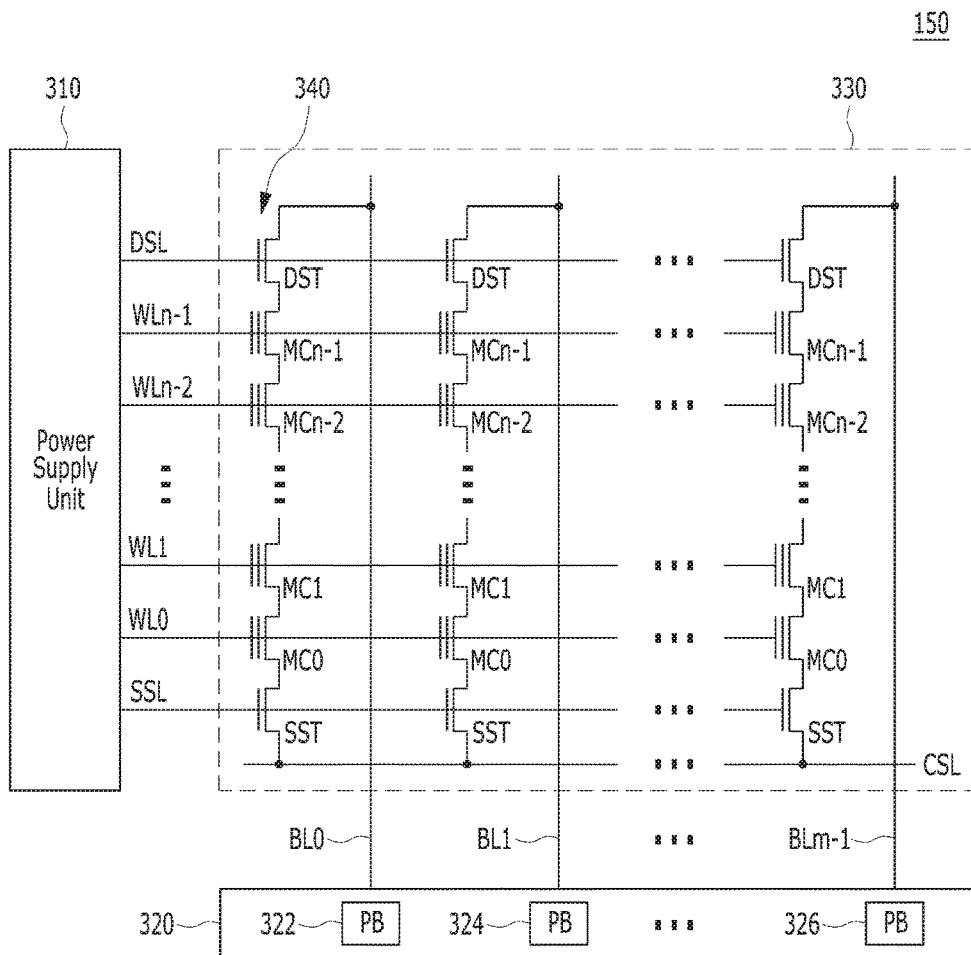 150
310
340
330
DSL
DST
DST
DST
WLn-1
MCn-1
MCn-1
MCn-1
WLn-2
MCn-2
MCn-2
MCn-2
Power
Supply
Unit
WL1
MC1
MC1
MC1
WL0
MC0
MC0
MC0
SSL
SST
SST
SST
CSL
BL0
BL1
BLm-1
320
322
PB
324
PB
326
PB